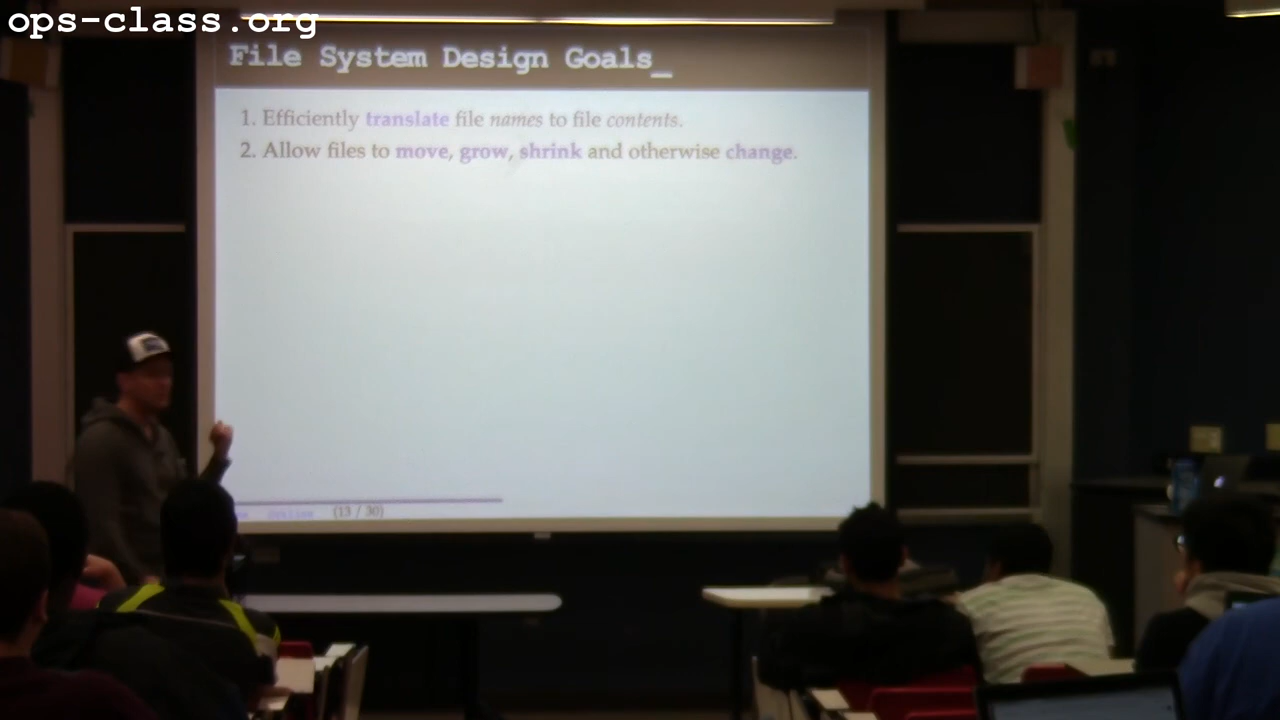 ops-class.org
File System Design Goals_
1. Efficiently translate file names to file contents.
2. Allow files to move, grow, shrink and otherwise change.
(13 / 30)